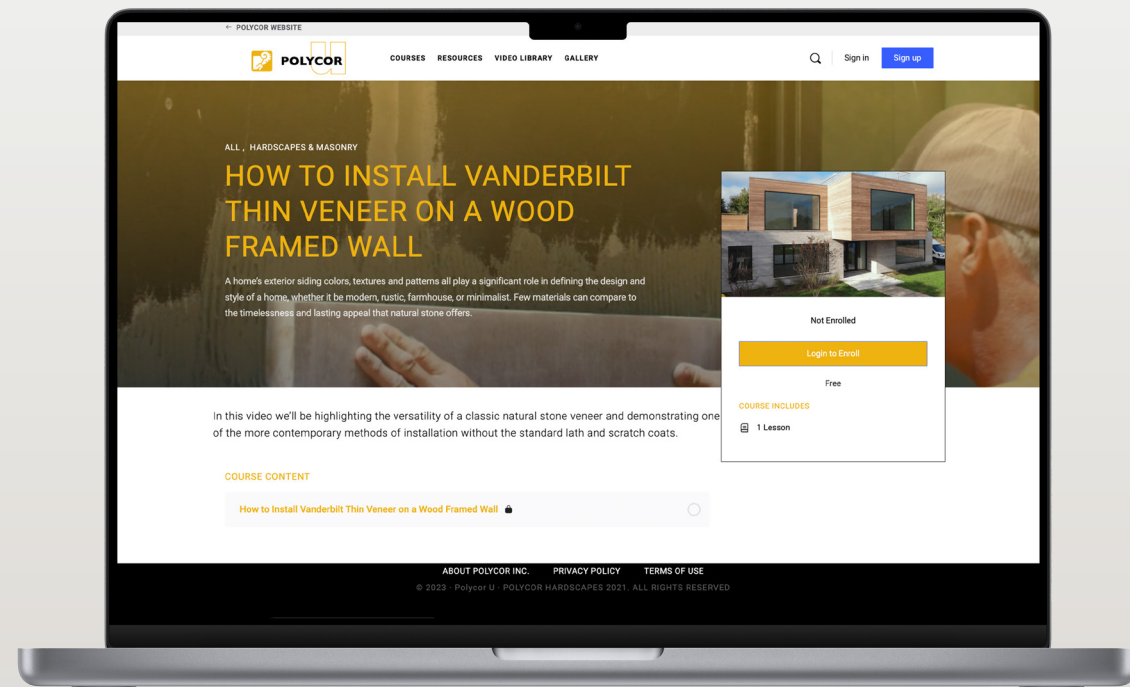 ← POLYCOR WEBSITE
POLYCOR
U
COURSES RESOURCES VIDEO LIBRARY GALLERY
Sign in Sign up
ALL , HARDSCAPES & MASONRY
HOW TO INSTALL VANDERBILT
THIN VENEER ON A WOOD
FRAMED WALL
A home's exterior siding colors, textures and patterns all play a significant role in defining the design and
style of a home, whether it be modern, rustic, farmhouse, or minimalist. Few materials can compare to
the timelessness and lasting appeal that natural stone offers.
Not Enrolled
Login to Enroll
Free
COURSE INCLUDES
1 Lesson
In this video we'll be highlighting the versatility of a classic natural stone veneer and demonstrating one
of the more contemporary methods of installation without the standard lath and scratch coats.
COURSE CONTENT
How to Install Vanderbilt Thin Veneer on a Wood Framed Wall
ABOUT POLYCOR INC. PRIVACY POLICY TERMS OF USE
© 2023 · Polycor U · POLYCOR HARDSCAPES 2021. ALL RIGHTS RESERVED